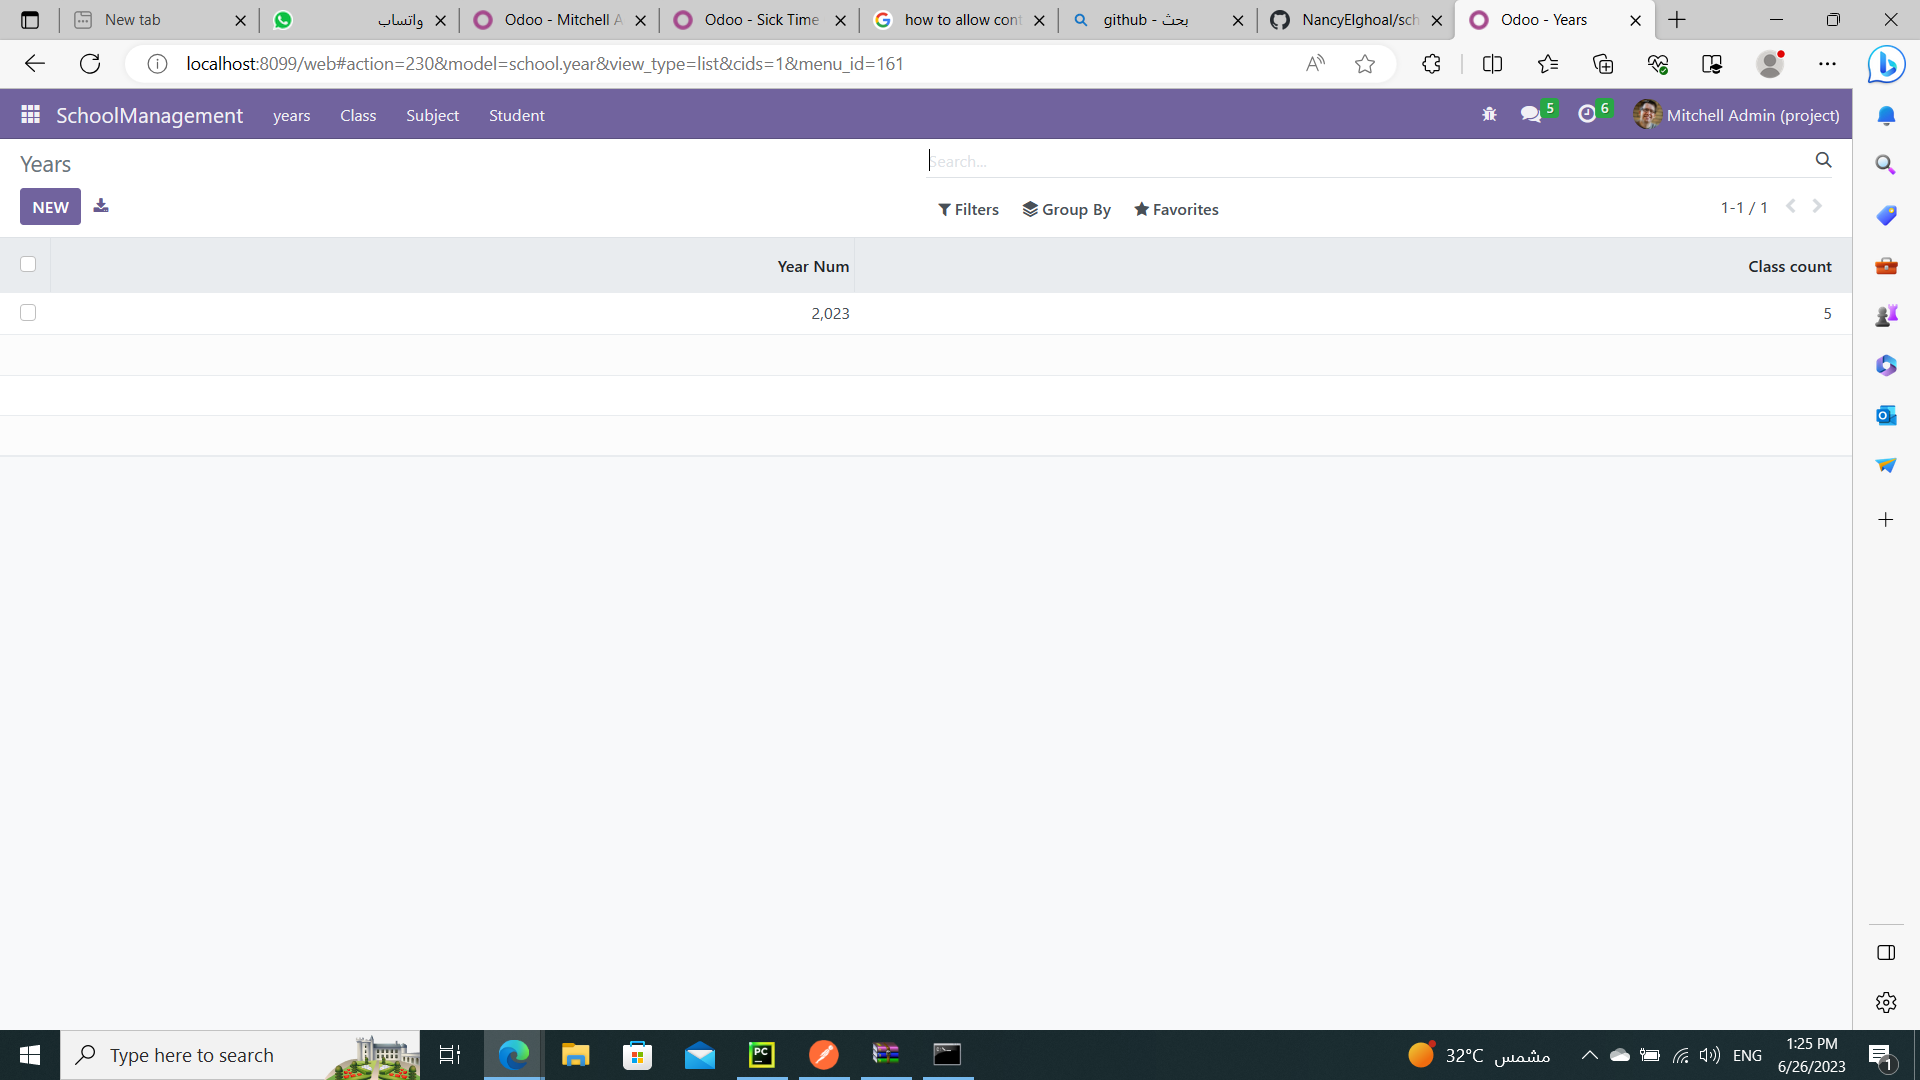 New tab
واتساب
Odoo - Mitchell A
Odoo - Sick Time
how to allow cont
github - بحث
NancyElghoal/sch
Odoo - Years
localhost:8099/web#action=230&model=school.year&view_type=list&cids=1&menu_id=161
SchoolManagement
years
Class
Subject
Student
5
6
Mitchell Admin (project)
Years
Search...
NEW
Filters
Group By
Favorites
1-1 / 1
Year Num
Class count
2,023
5
Type here to search
PC
32°C مشمس
ENG
1:25 PM
6/26/2023
1